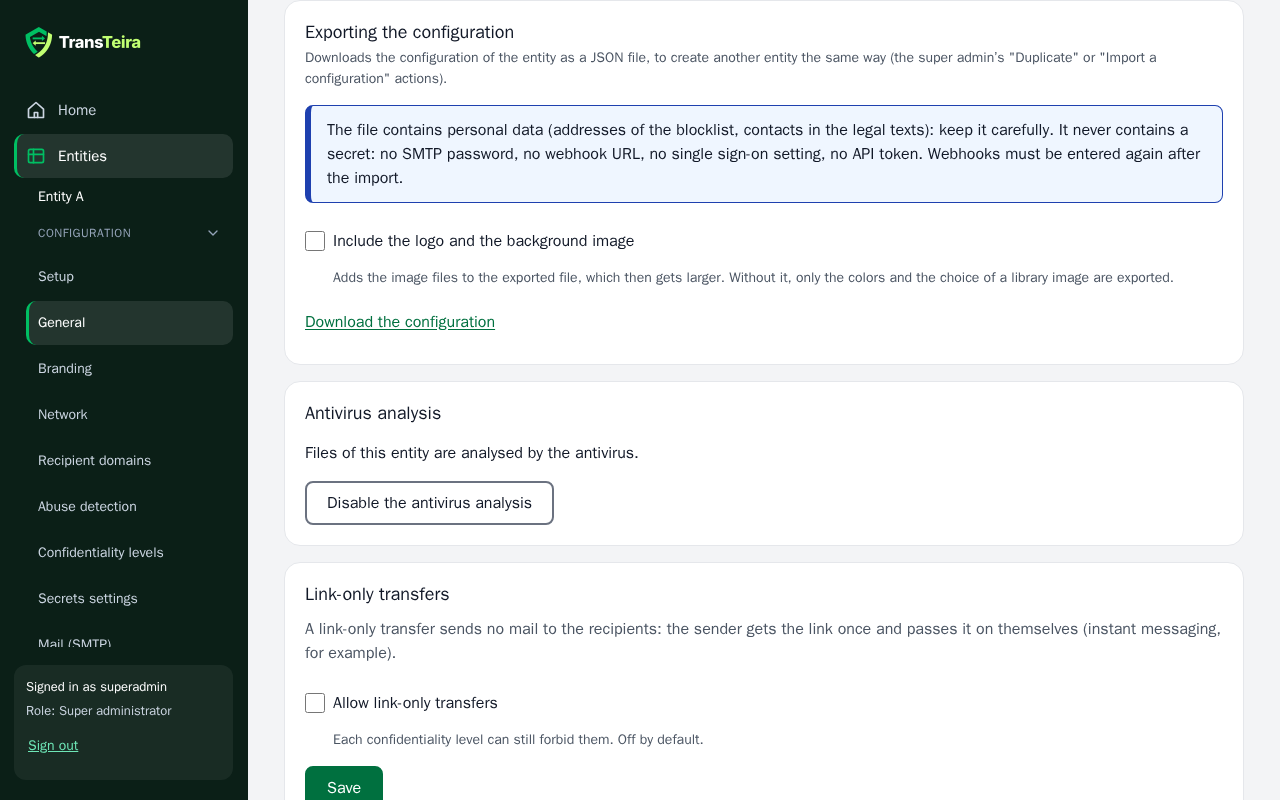 TransTeira
Home
Entities
Entity A
CONFIGURATION
Setup
General
Branding
Network
Recipient domains
Abuse detection
Confidentiality levels
Secrets settings
Mail (SMTP)
Signed in as superadmin
Role: Super administrator
Sign out
Exporting the configuration
Downloads the configuration of the entity as a JSON file, to create another entity the same way (the super admin's "Duplicate" or "Import a
configuration" actions).
The file contains personal data (addresses of the blocklist, contacts in the legal texts): keep it carefully. It never contains a
secret: no SMTP password, no webhook URL, no single sign-on setting, no API token. Webhooks must be entered again after
the import.
Include the logo and the background image
Adds the image files to the exported file, which then gets larger. Without it, only the colors and the choice of a library image are exported.
Download the configuration
Antivirus analysis
Files of this entity are analysed by the antivirus.
Disable the antivirus analysis
Link-only transfers
A link-only transfer sends no mail to the recipients: the sender gets the link once and passes it on themselves (instant messaging,
for example).
Allow link-only transfers
Each confidentiality level can still forbid them. Off by default.
Save